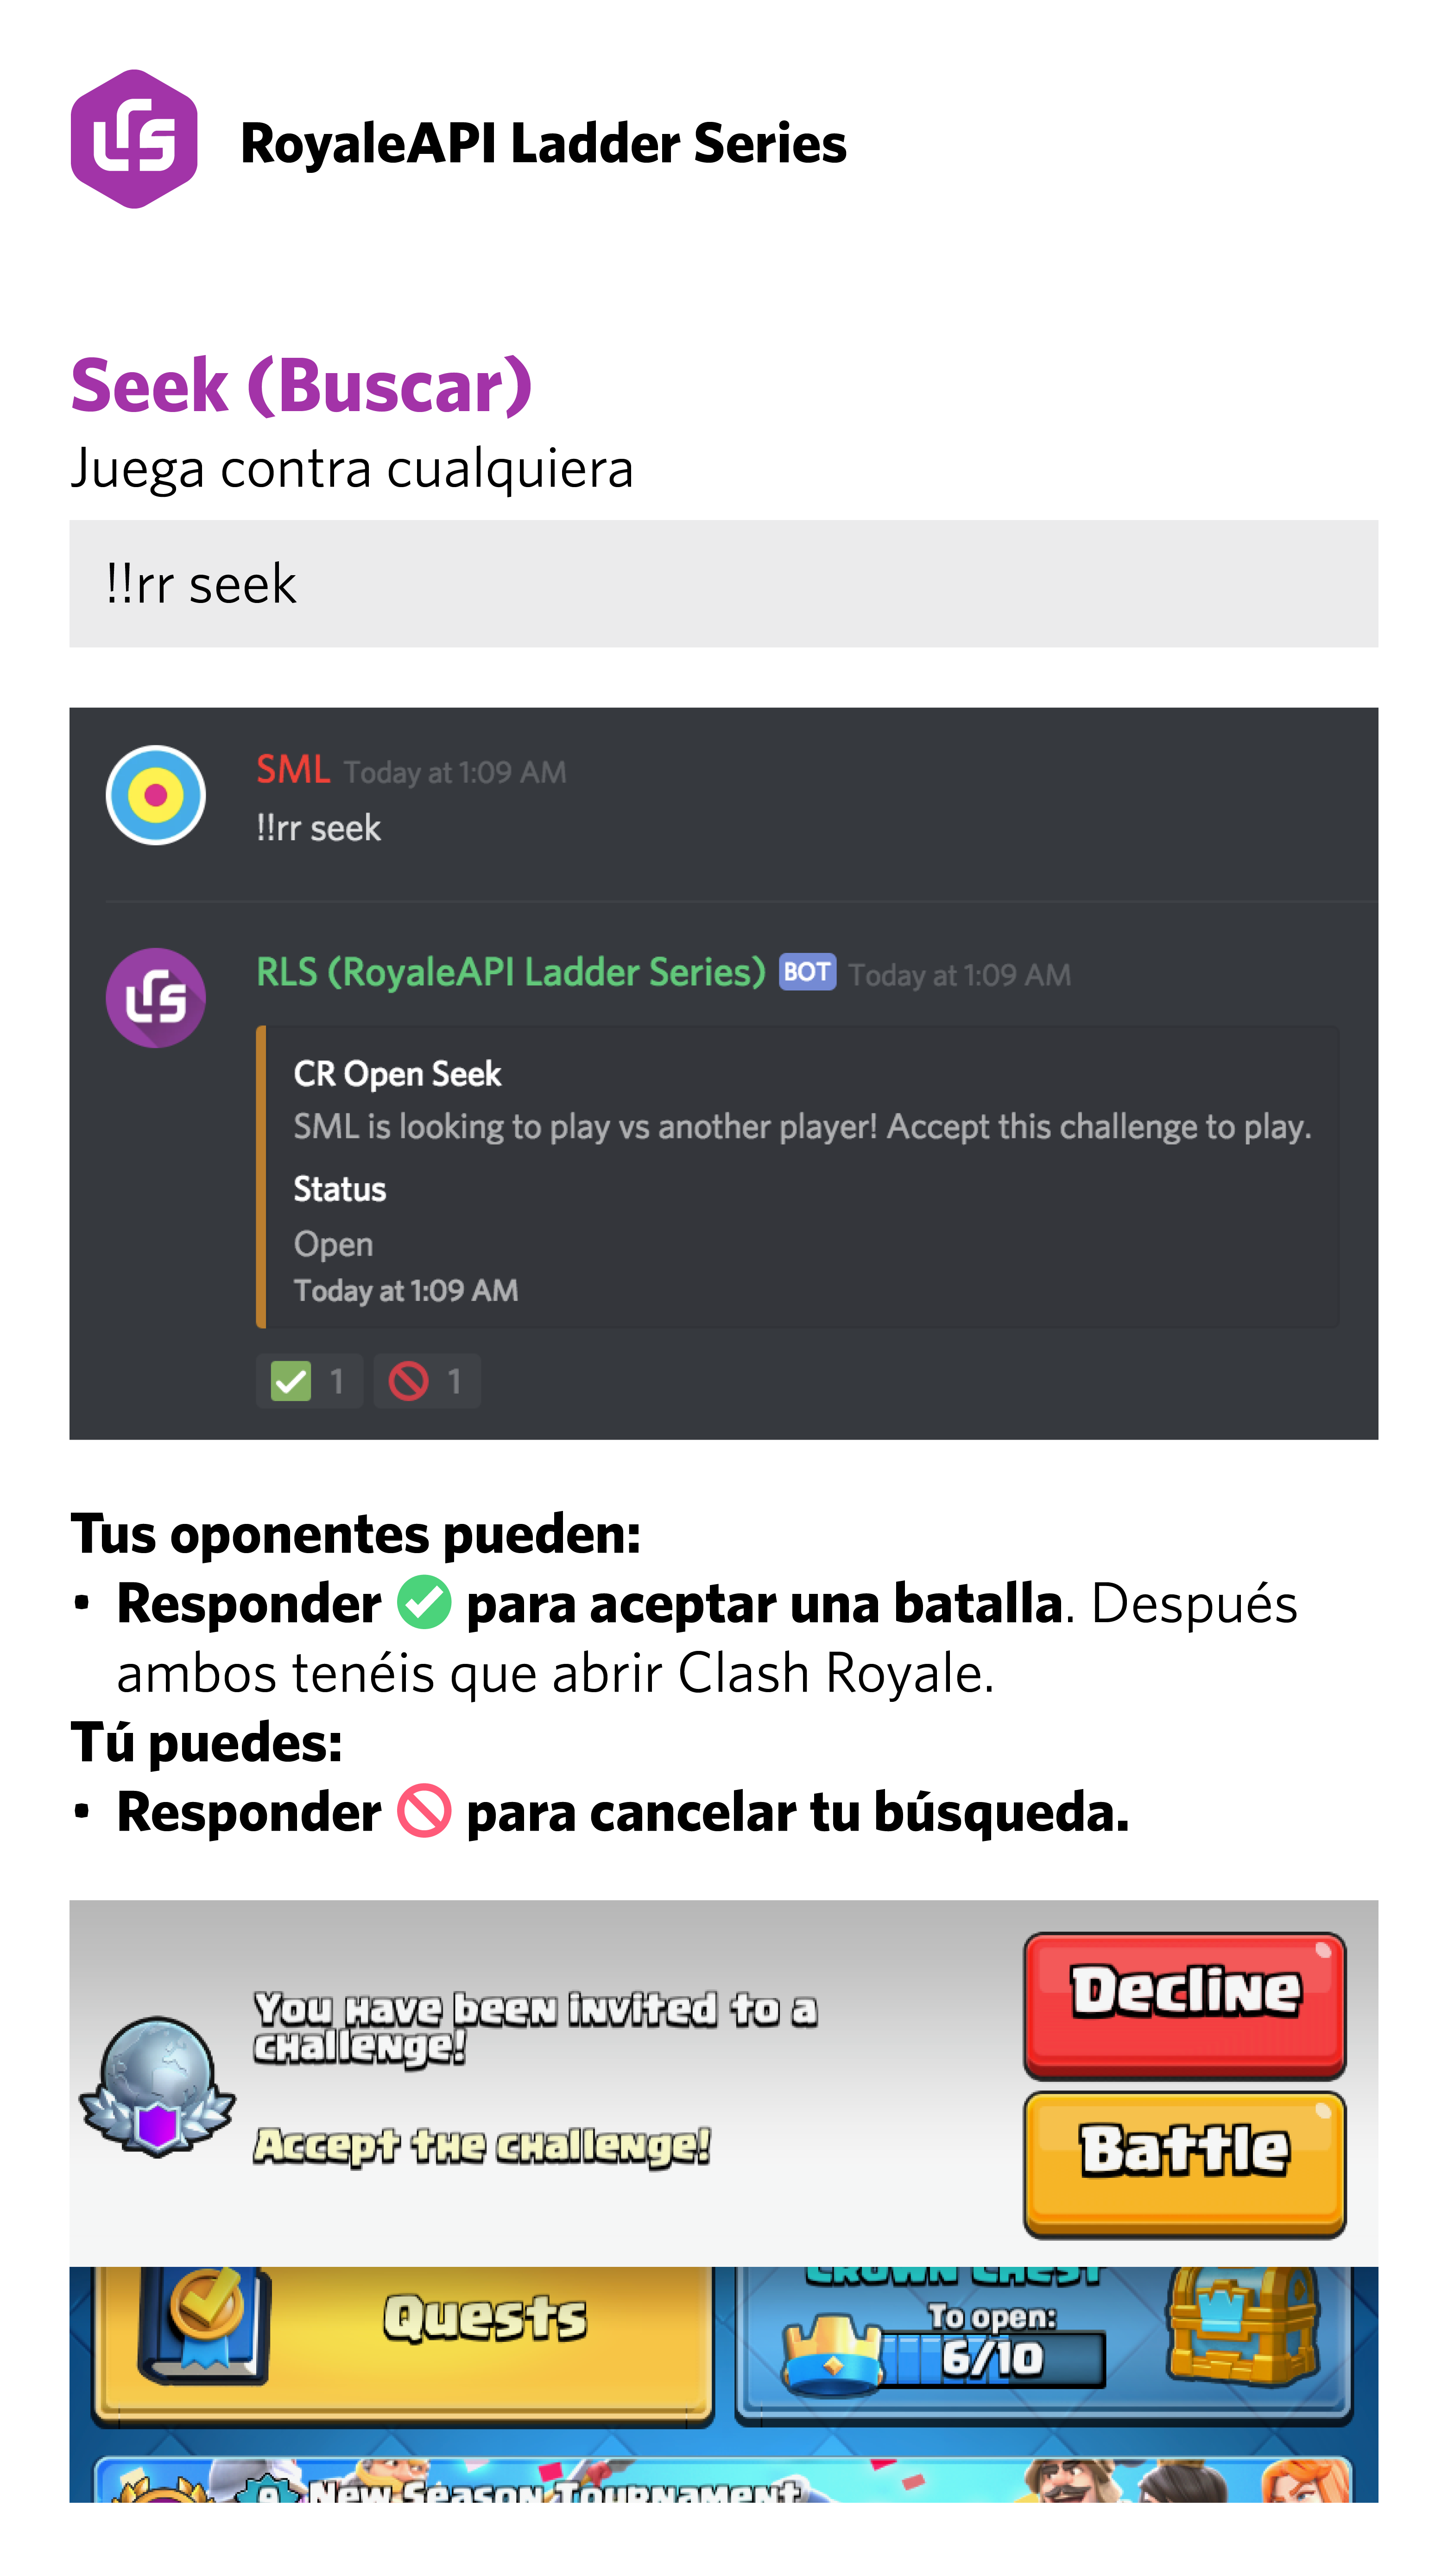 RoyaleAPI Ladder Series
Seek (Buscar)
Juega contra cualquiera
!!rr seek
SML Today at 1:09 AM
!!rr seek
RLS (RoyaleAPI Ladder Series) BOT Today at 1:09 AM
CR Open Seek
SML is looking to play vs another player! Accept this challenge to play.
Status
Open
Today at 1:09 AM
1 1
Tus oponentes pueden:
• Responder para aceptar una batalla. Después
ambos tenéis que abrir Clash Royale.
Tú puedes:
• Responder para cancelar tu búsqueda.
You have been invited to a
challenge!
Accept the challenge!
Decline
Battle
Quests
Crown Chest
To open:
6/10
New Season Tournament